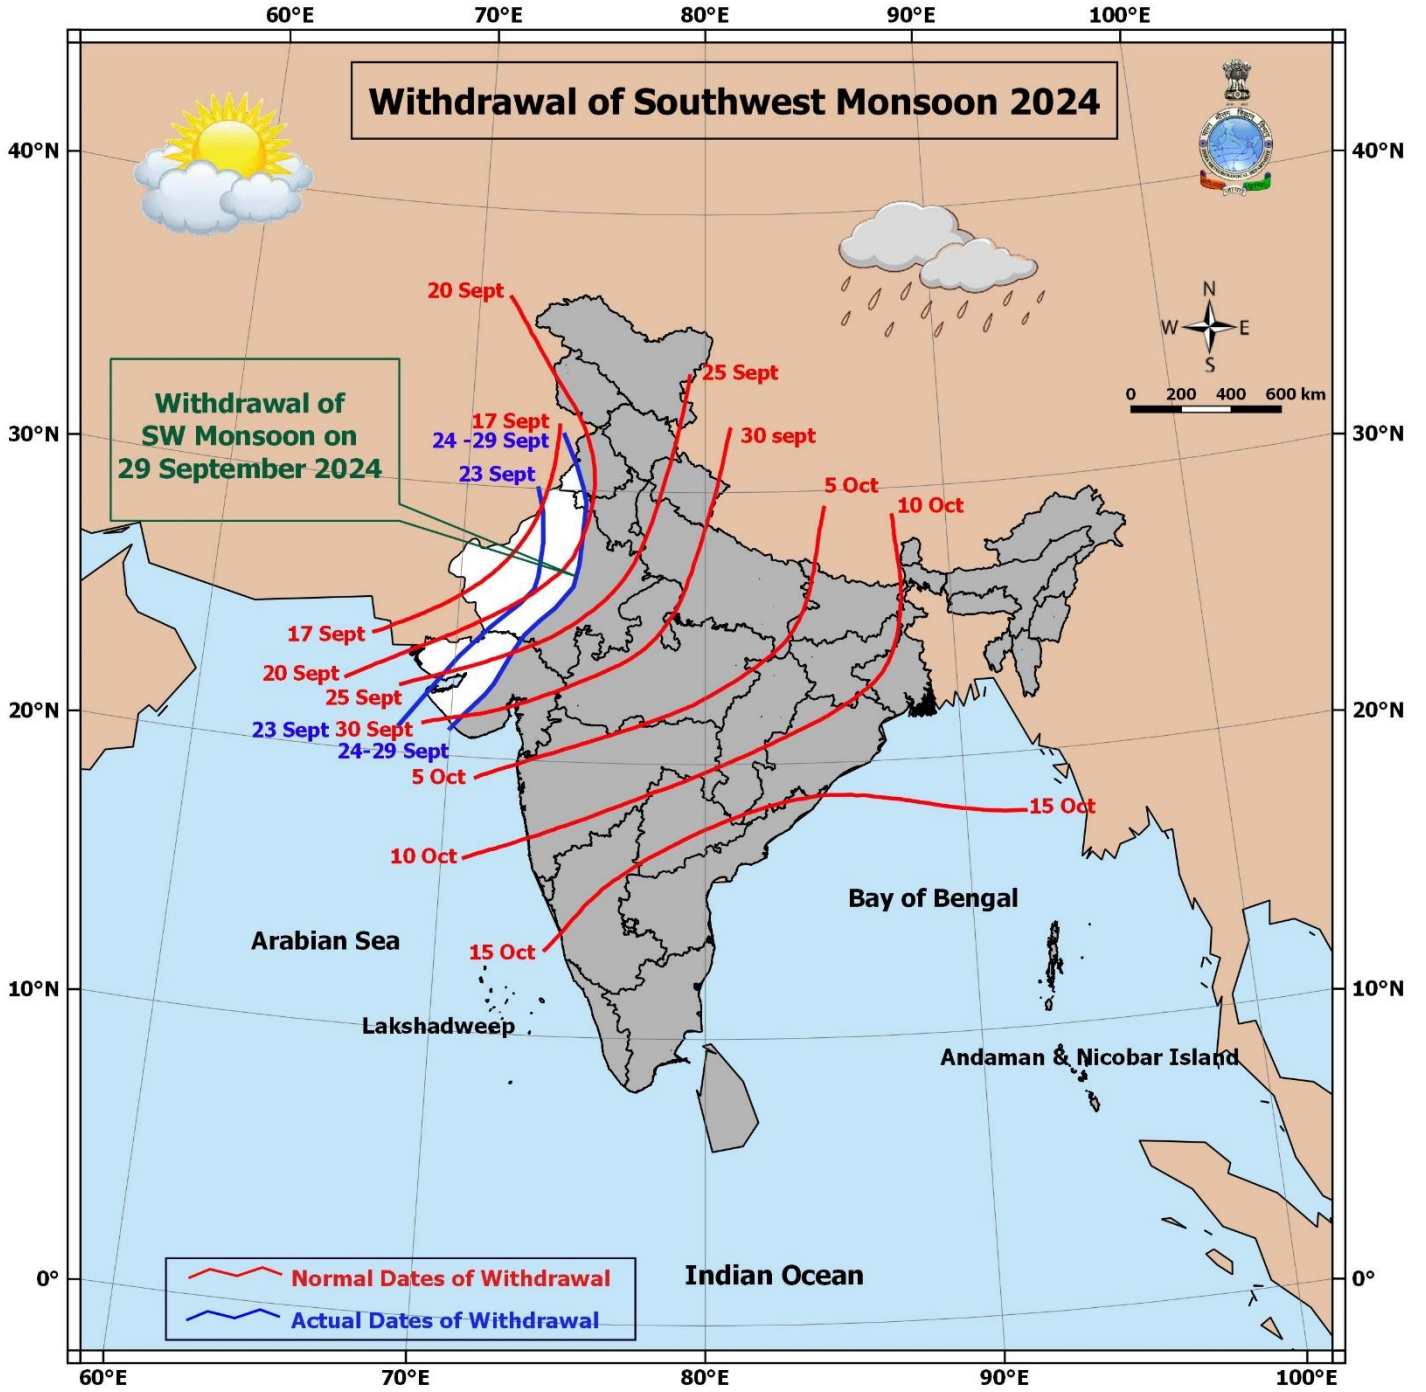 60°E 70°E 80°E 90°E 100°E
Withdrawal of Southwest Monsoon 2024
40°N 40°N
N
W E
S
20 Sept
25 Sept
0 200 400 600 km
Withdrawal of
SW Monsoon on
29 September 2024
17 Sept
30°N 30°N
24 -29 Sept
30 sept
23 Sept
5 Oct
10 Oct
17 Sept
20 Sept
25 Sept
20°N 20°N
23 Sept 30 Sept
24-29 Sept
5 Oct
15 Oct
10 Oct
Bay of Bengal
Arabian Sea
15 Oct
10°N 10°N
Lakshadweep
Andaman & Nicobar Island
0° 0°
Indian Ocean
Normal Dates of Withdrawal
Actual Dates of Withdrawal
60°E 70°E 80°E 90°E 100°E